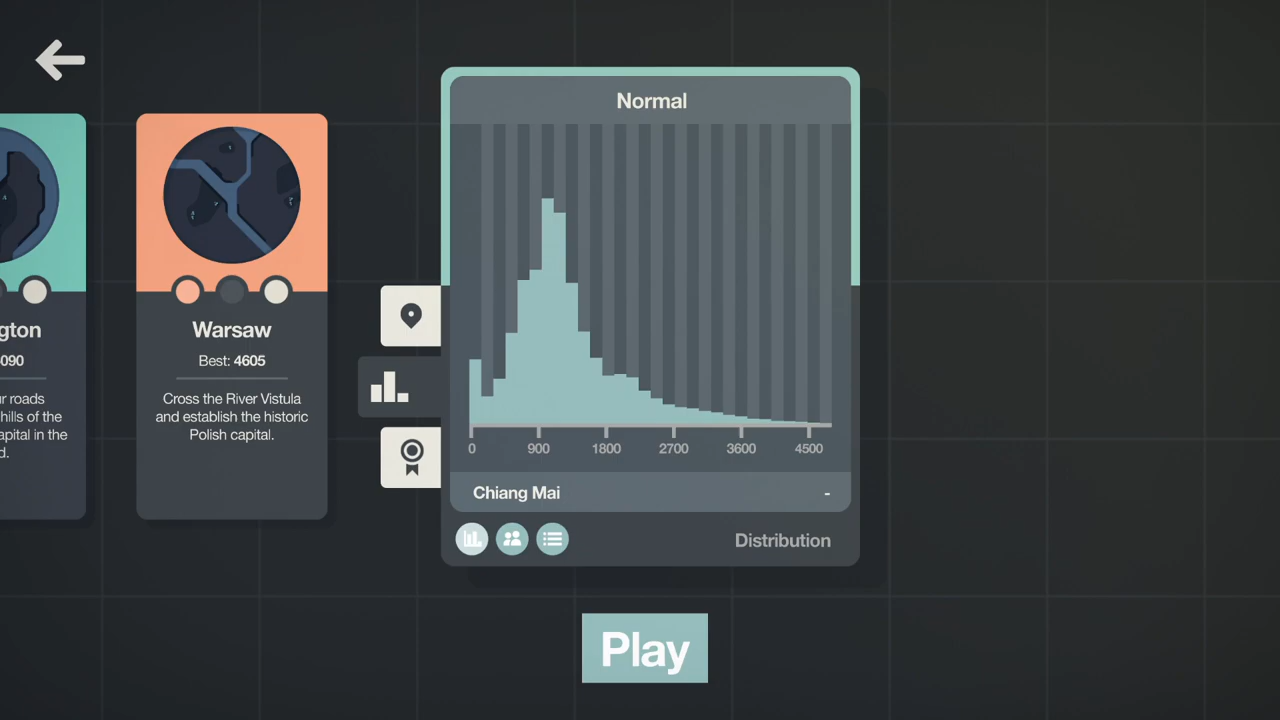 gton
090
r roads
hills of the
apital in the
d.
Warsaw
Best: 4605
Cross the River Vistula
and establish the historic
Polish capital.
Normal
0 900 1800 2700 3600 4500
Chiang Mai -
Distribution
Play